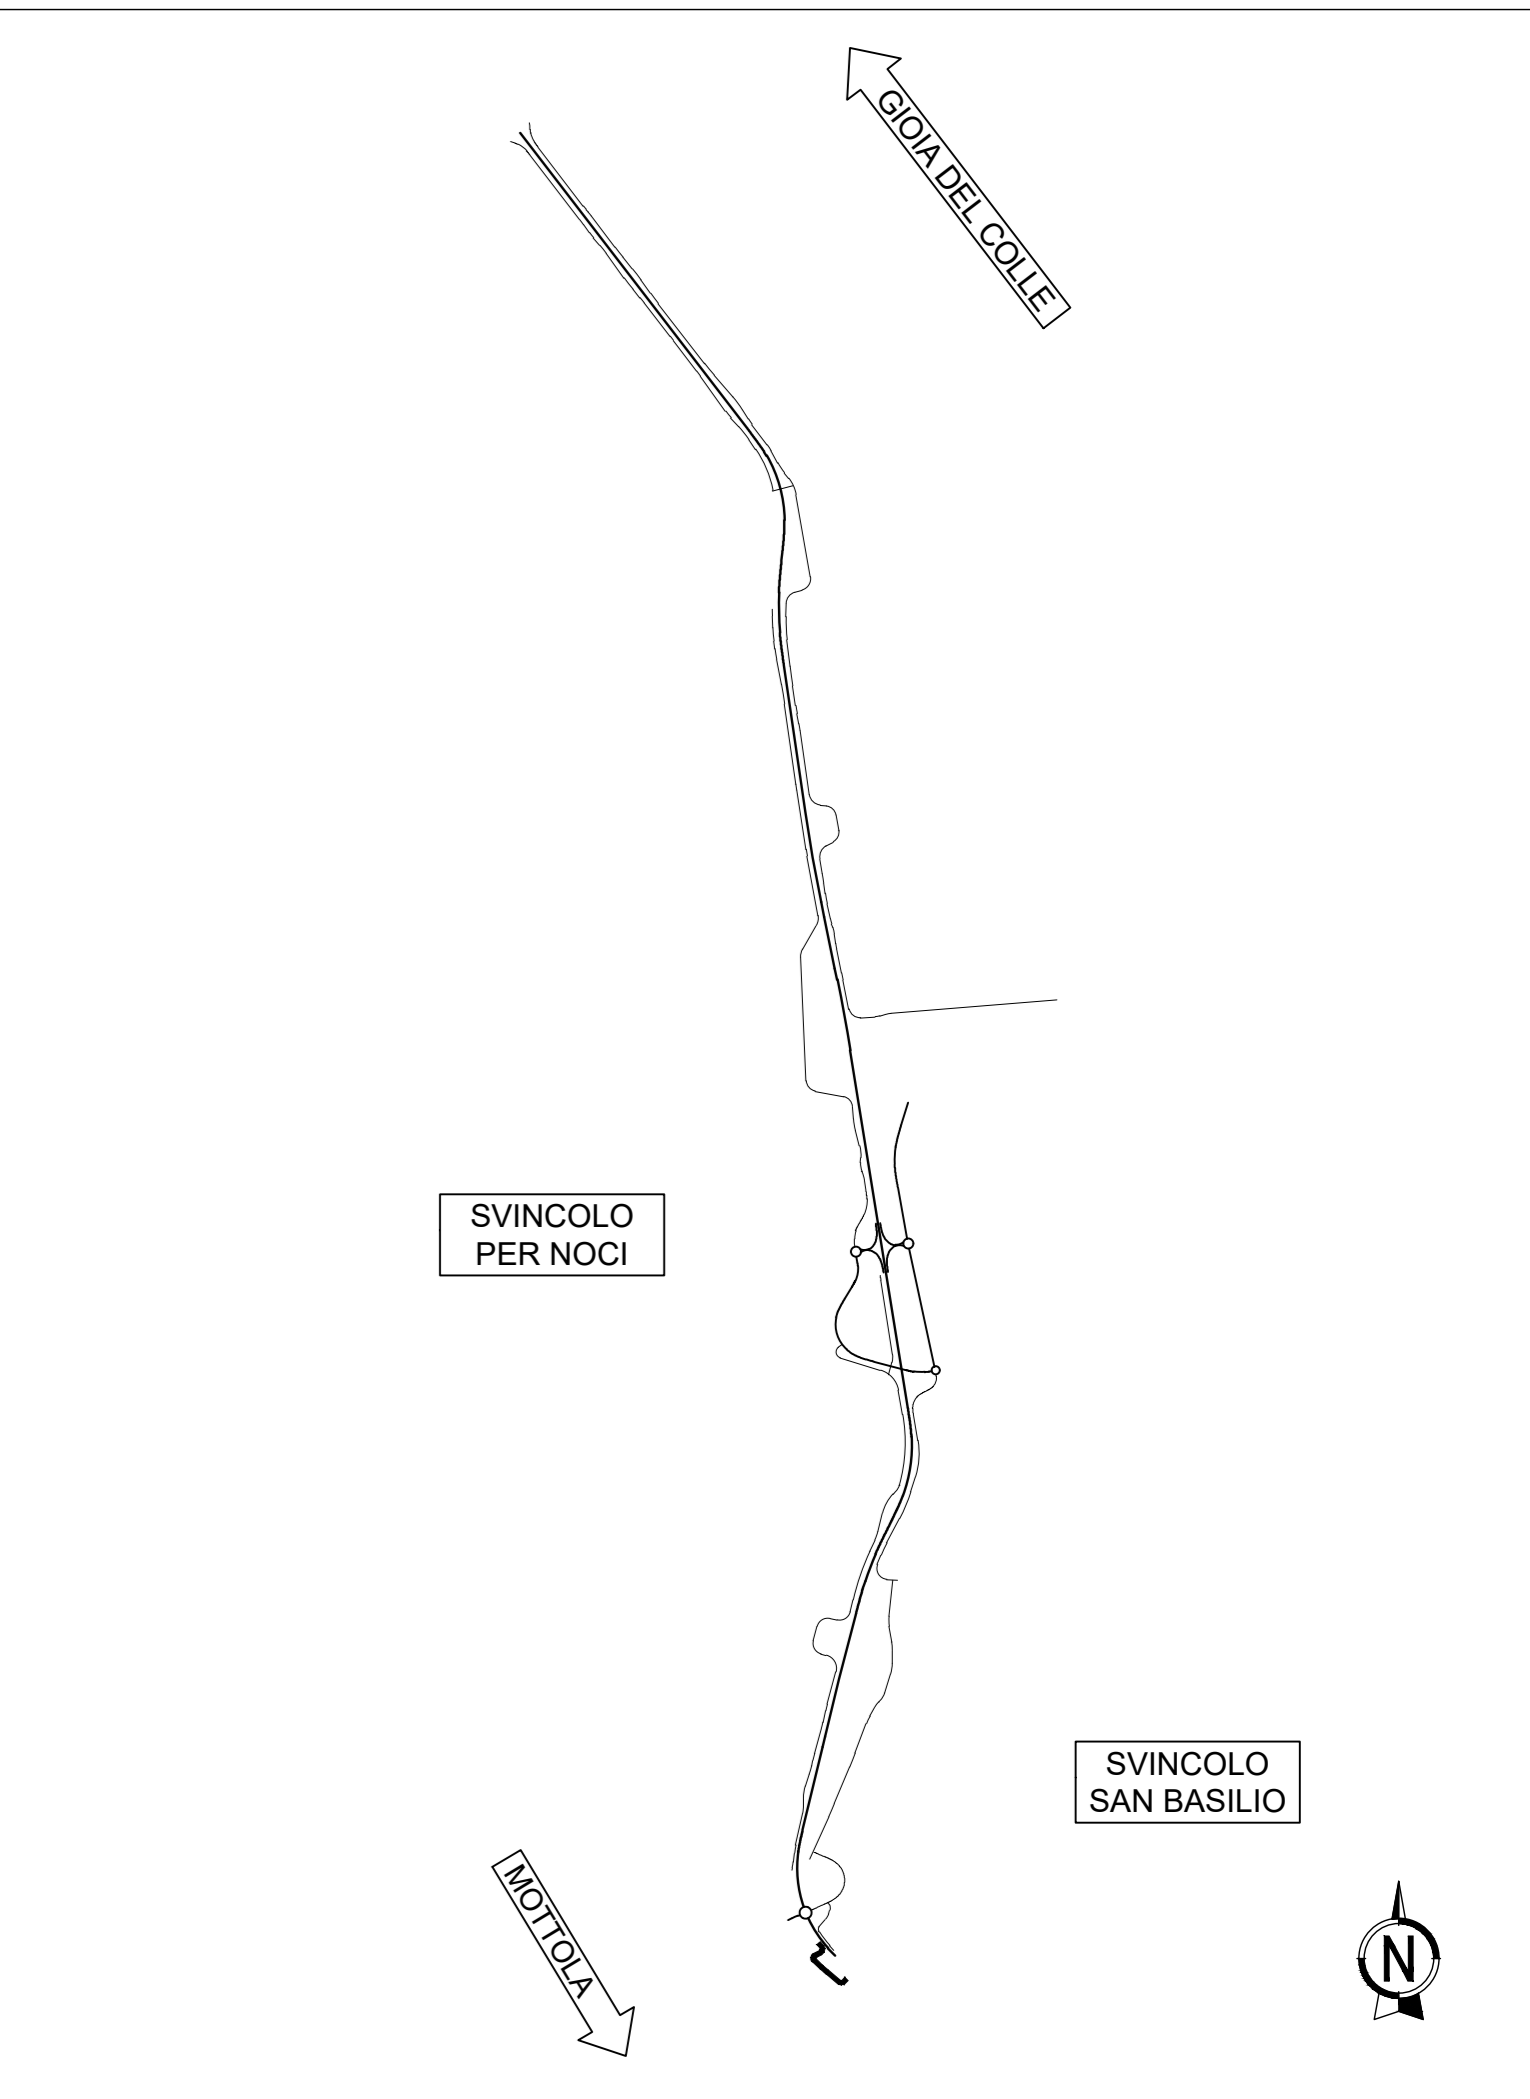 GIOIA DEL COLLE
SVINCOLO
PER NOCI
SVINCOLO
SAN BASILIO
MOTTOLA
N